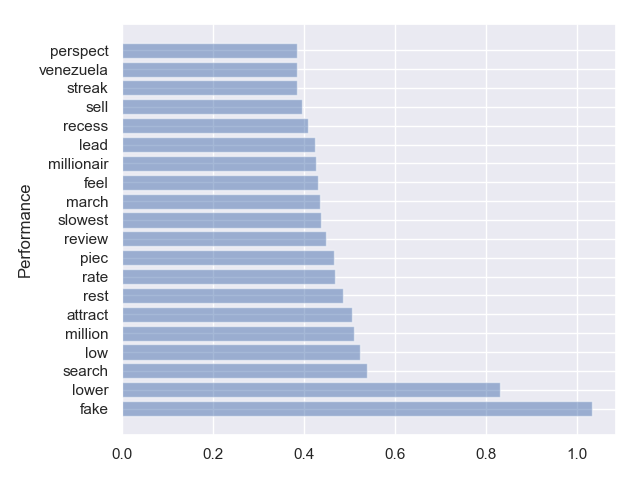 perspect
venezuela
streak
sell
recess
lead
millionair
feel
march
slowest
review
piec
rate
rest
attract
million
low
search
lower
fake
Performance
0.0 0.2 0.4 0.6 0.8 1.0